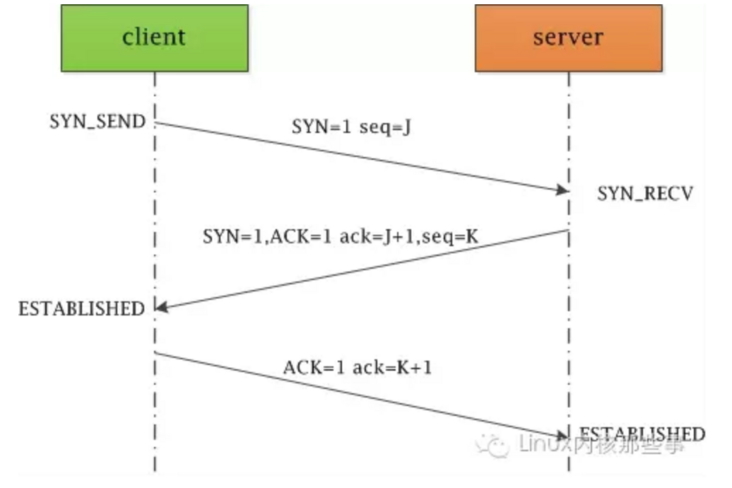 client
server
SYN_SEND
SYN=1 seq=J
SYN_RECV
SYN=1,ACK=1 ack=J+1,seq=K
ESTABLISHED
ACK=1 ack=K+1
ESTABLISHED
Linux内核那些事